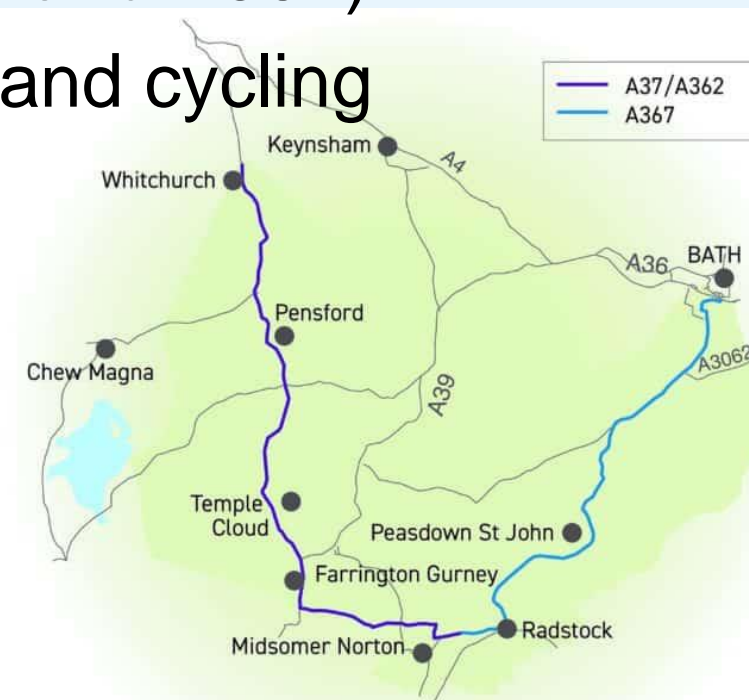 and cycling
A37/A362
A367
Keynsham
A4
Whitchurch
BATH
A36
Pensford
Chew Magna
A3062
A39
Temple
Cloud
Peasdown St John
Farrington Gurney
Radstock
Midsomer Norton